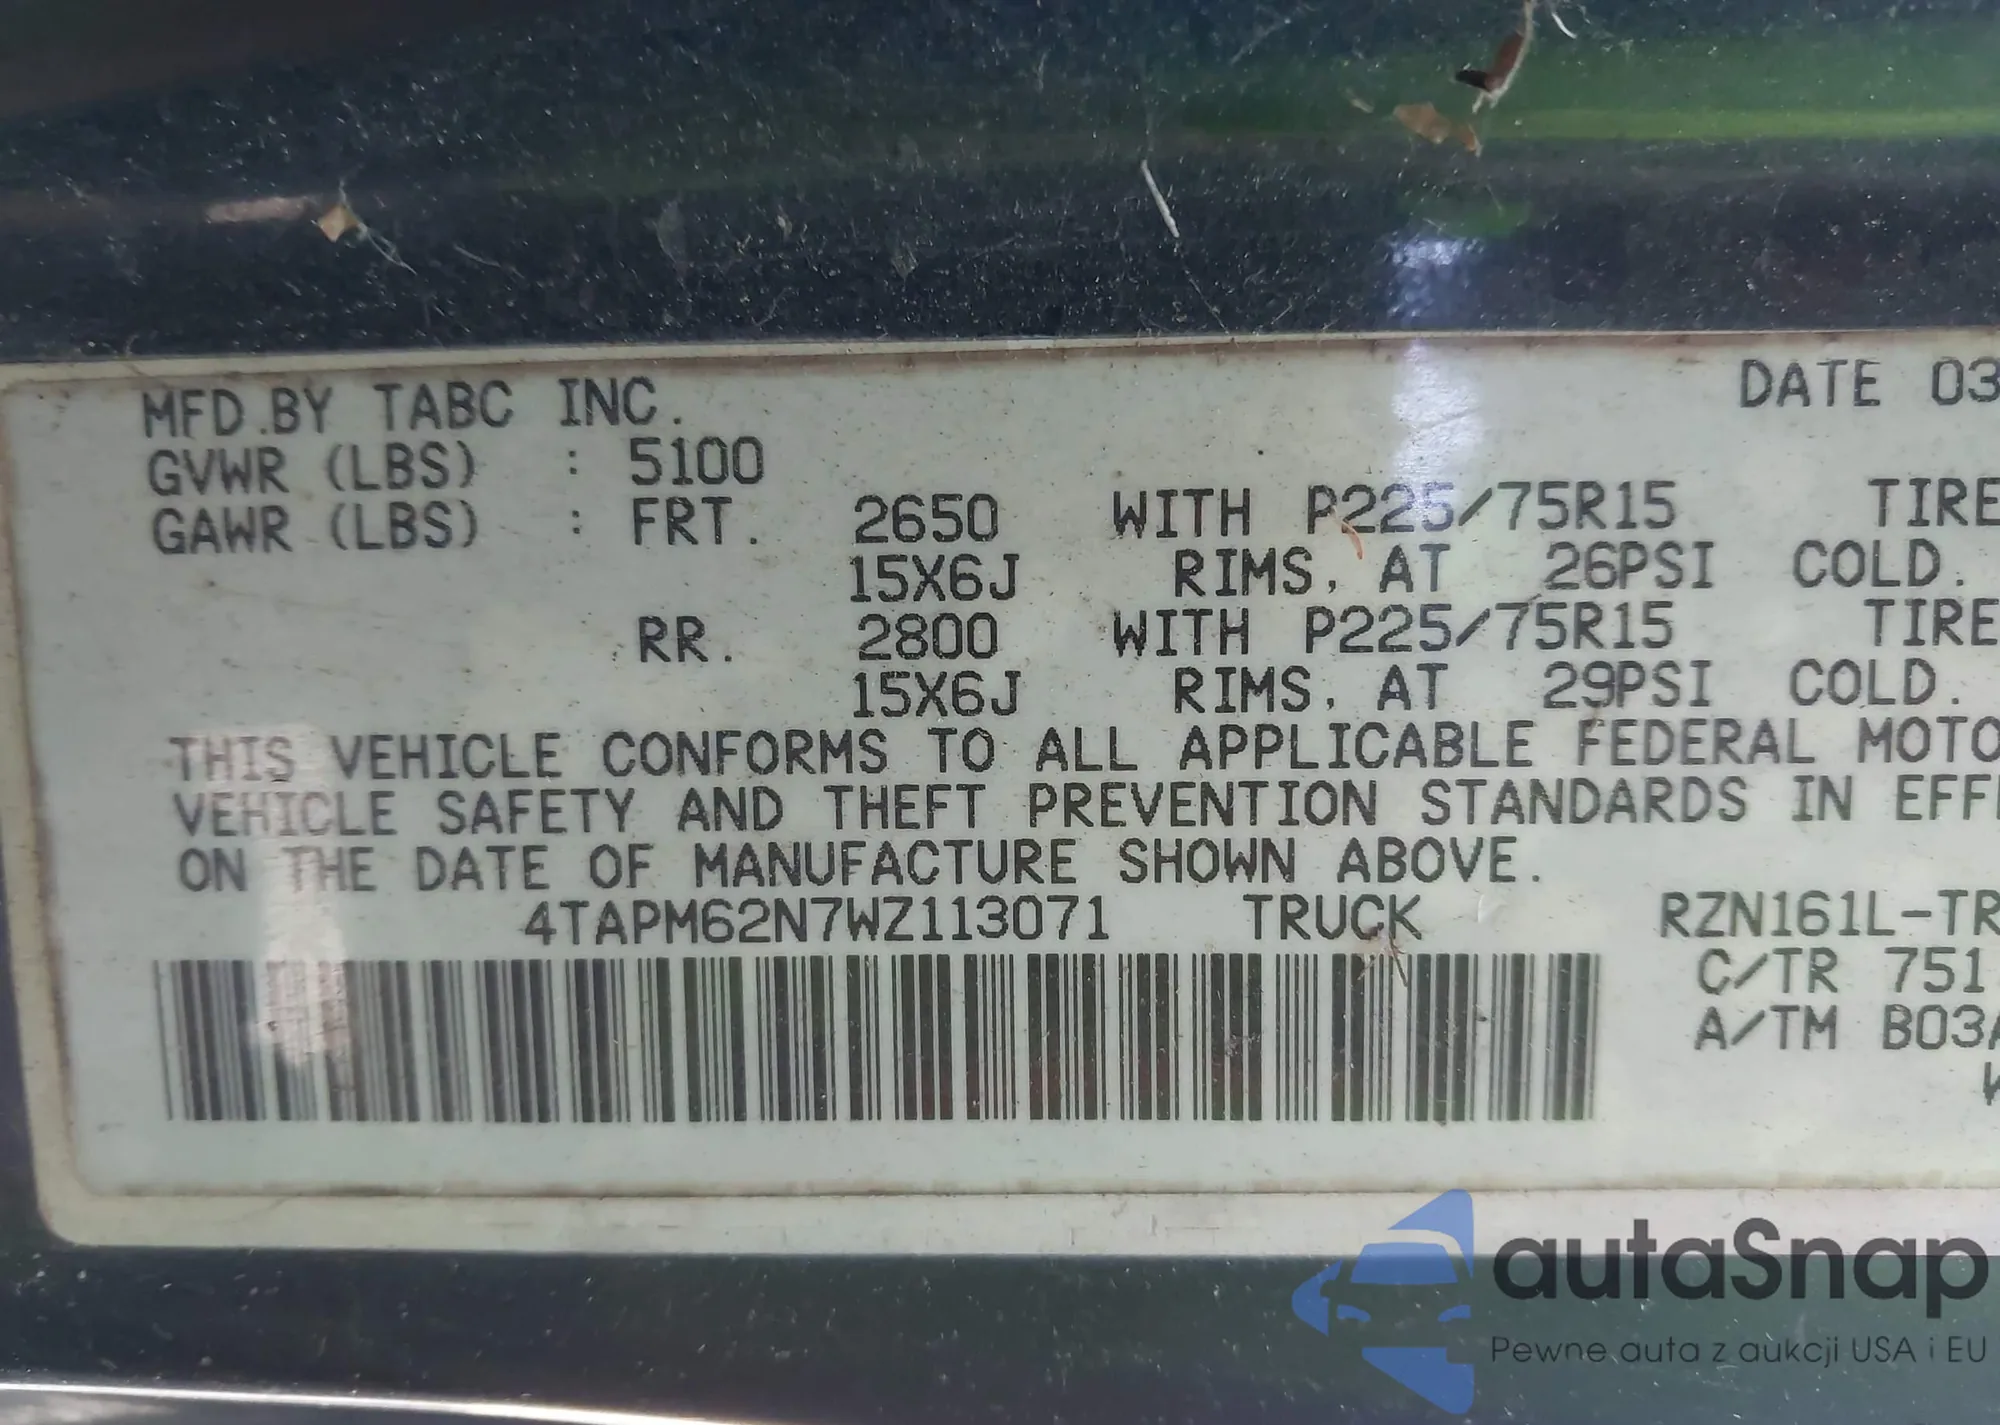 MFD.BY TABC INC. DATE 03
GVWR (LBS) : 5100
GAWR (LBS) : FRT. 2650 WITH P225/75R15 TIRE
15X6J RIMS, AT 26PSI COLD.
RR. 2800 WITH P225/75R15 TIRE
15X6J RIMS, AT 29PSI COLD.
THIS VEHICLE CONFORMS TO ALL APPLICABLE FEDERAL MOTO
VEHICLE SAFETY AND THEFT PREVENTION STANDARDS IN EFF
ON THE DATE OF MANUFACTURE SHOWN ABOVE.
4TAPM62N7WZ113071 TRUCK RZN161L-TR
C/TR 751
A/TM B03A
autaSnap
Pewne auta z aukcji USA i EU